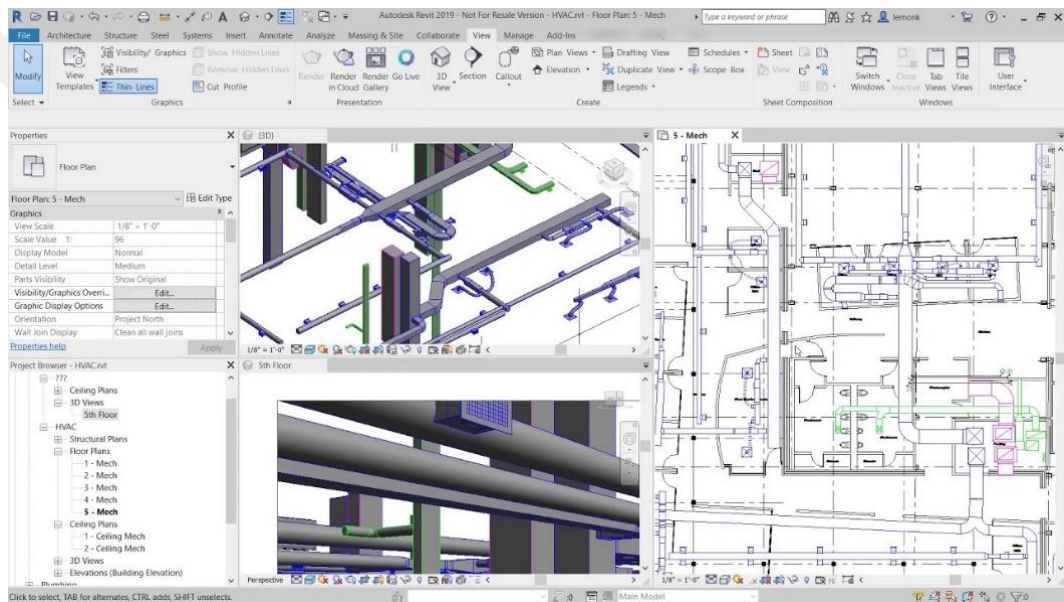 Autodesk Revit 2019 - Not For Resale Version - HVAC.rvt - Floor Plan: 5 - Mech
Type a keyword or phrase
lemonk
File Architecture Structure Steel Systems Insert Annotate Analyze Massing & Site Collaborate View Manage Add-Ins
Modify
View Templates
Visibility/ Graphics
Filters
Thin Lines
Show Hidden Lines
Remove Hidden Lines
Cut Profile
Render
Render in Cloud
Render Gallery
Go Live
3D View
Section
Callout
Plan Views
Elevation
Drafting View
Duplicate View
Legends
Schedules
Scope Box
Sheet
View
Switch Windows
Close Inactive
Tab Views
Tile Views
User Interface
Select
Graphics
Presentation
Create
Sheet Composition
Windows
Properties
Floor Plan
Floor Plan: 5 - Mech
Edit Type
Graphics
View Scale 1/8" = 1'-0"
Scale Value 1: 96
Display Model Normal
Detail Level Medium
Parts Visibility Show Original
Visibility/Graphics Overri... Edit...
Graphic Display Options Edit...
Orientation Project North
Wall Join Display Clean all wall joins
Properties help
Apply
Project Browser - HVAC.rvt
???
Ceiling Plans
3D Views
5th Floor
HVAC
Structural Plans
Floor Plans
1 - Mech
2 - Mech
3 - Mech
4 - Mech
5 - Mech
Ceiling Plans
1 - Ceiling Mech
2 - Ceiling Mech
3D Views
Elevations (Building Elevation)
Plumbing
{3D}
1/8" = 1'-0"
5th Floor
Perspective
5 - Mech
1/8" = 1'-0"
Click to select, TAB for alternates, CTRL adds, SHIFT unselects.
:0
Main Model
:0